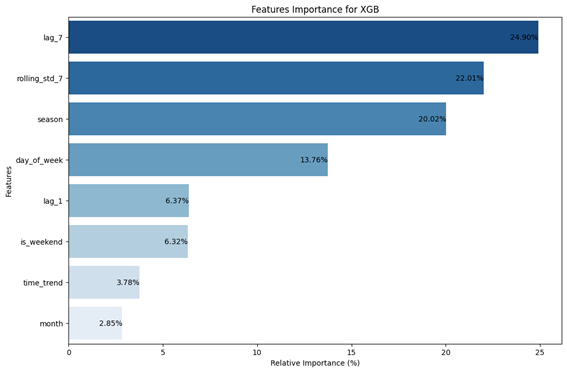 Features Importance for XGB
Features
lag_7
24.90%
rolling_std_7
22.01%
season
20.02%
day_of_week
13.76%
lag_1
6.37%
is_weekend
6.32%
time_trend
3.78%
month
2.85%
0 5 10 15 20 25
Relative Importance (%)